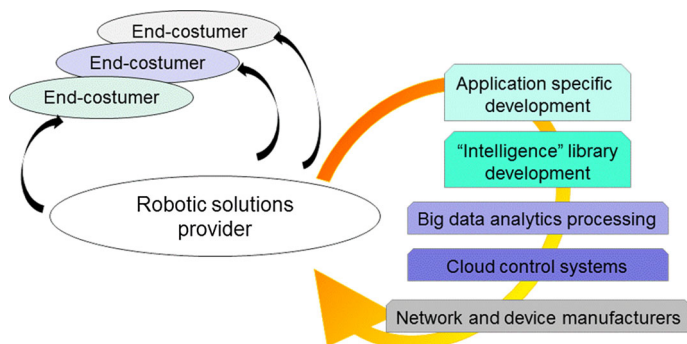 End-costumer
End-costumer
End-costumer
Robotic solutions
provider
Application specific
development
“Intelligence” library
development
Big data analytics processing
Cloud control systems
Network and device manufacturers